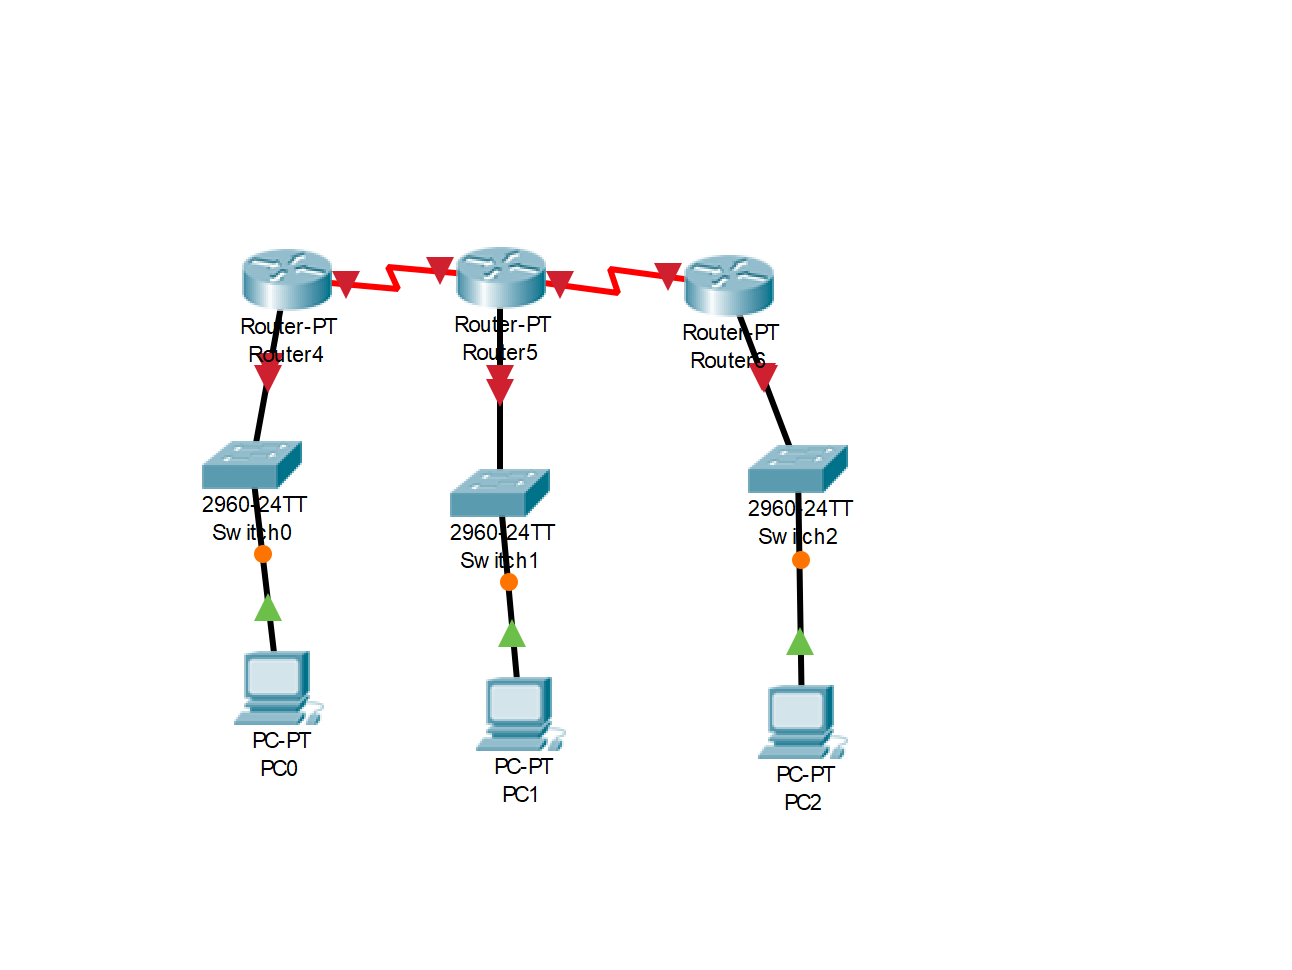 Router-PT
Router4
Router-PT
Router5
Router-PT
Router6
2960-24TT
Switch0
2960-24TT
Switch1
2960-24TT
Switch2
PC-PT
PC0
PC-PT
PC1
PC-PT
PC2